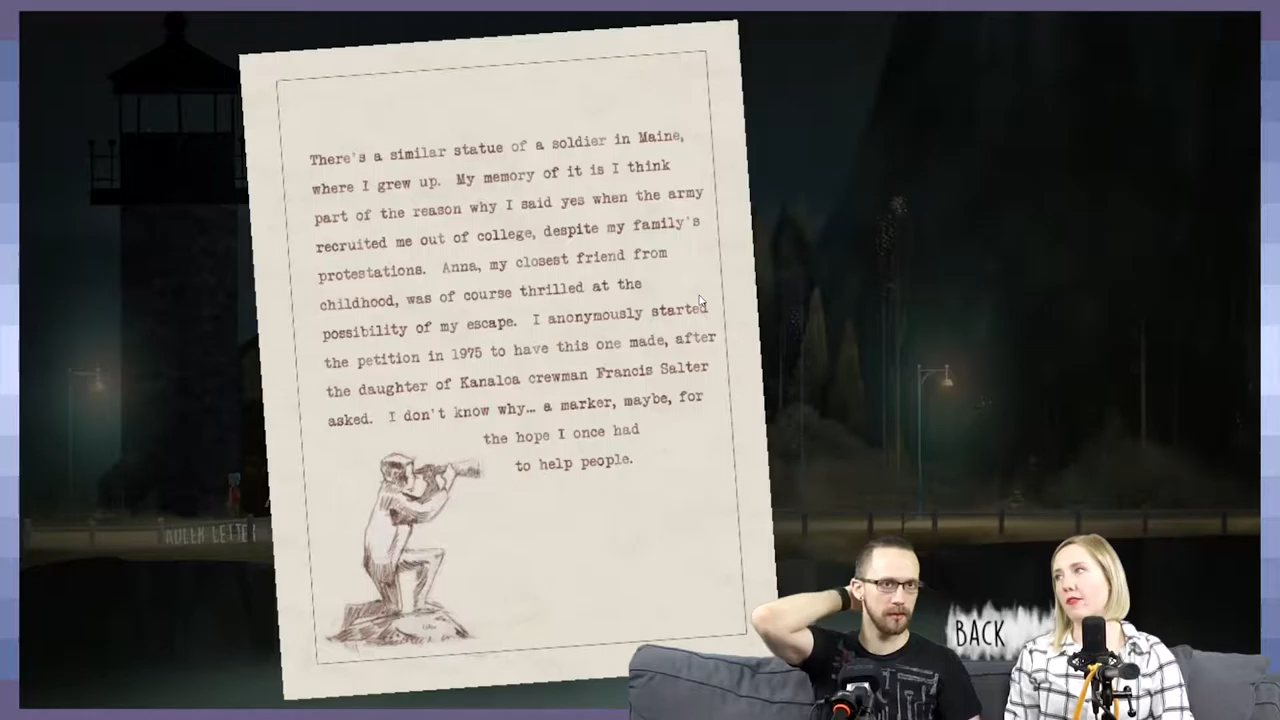 There's a similar statue of a soldier in Maine,
where I grew up. My memory of it is I think
part of the reason why I said yes when the army
recruited me out of college, despite my family's
protestations. Anna, my closest friend from
childhood, was of course thrilled at the
possibility of my escape. I anonymously started
the petition in 1975 to have this one made, after
the daughter of Kanaloa crewman Francis Salter
asked. I don't know why… a marker, maybe, for
the hope I once had
to help people.
BACK